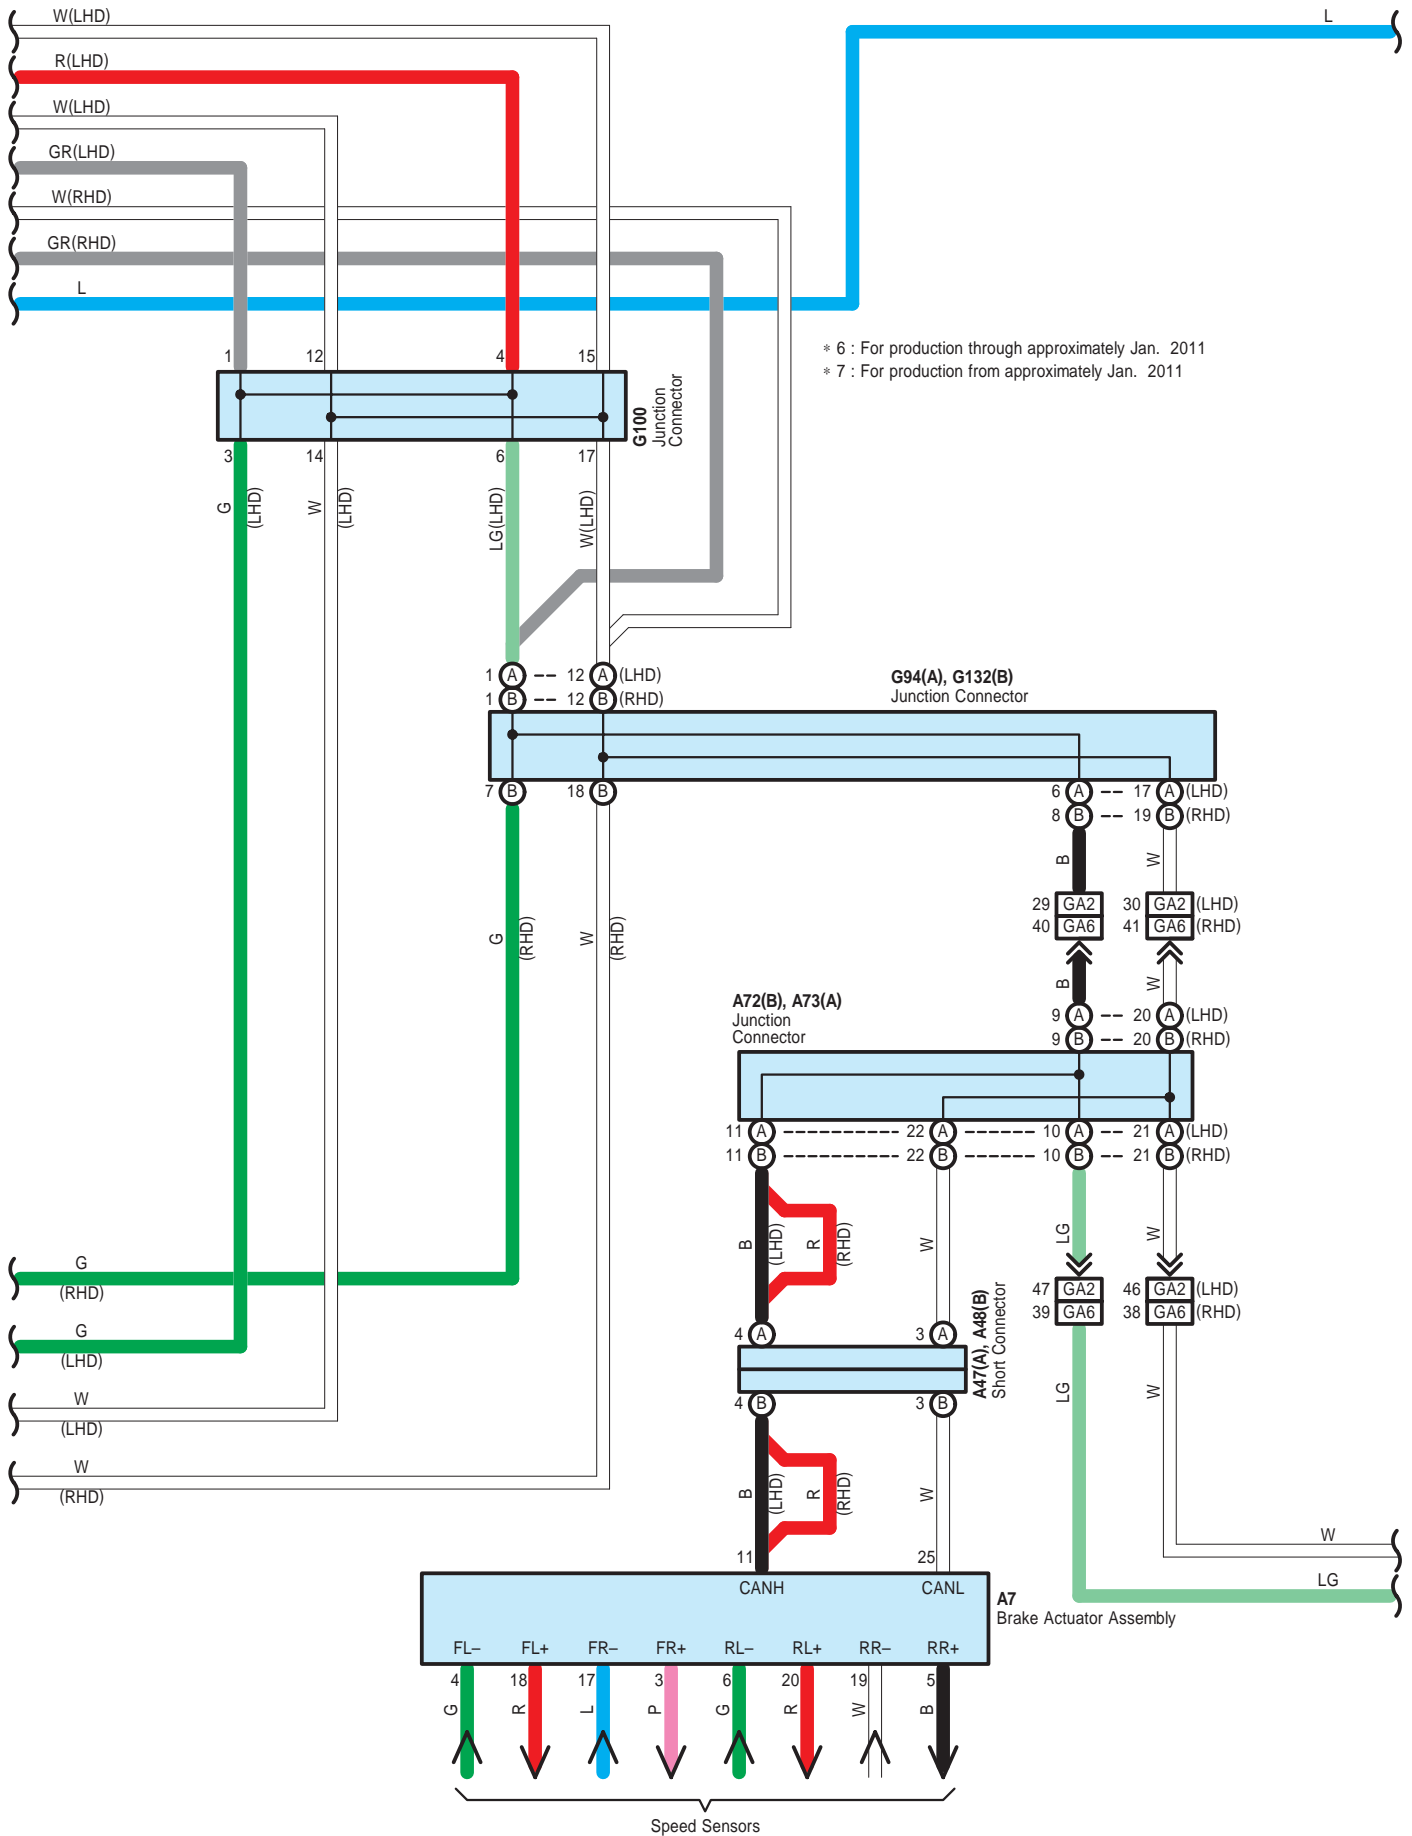 W(LHD)
L
R(LHD)
W(LHD)
GR(LHD)
W(RHD)
GR(RHD)
L
* 6 : For production through approximately Jan. 2011
* 7 : For production from approximately Jan. 2011
1 12 4 15
G100
Junction
Connector
3 14 6 17
G (LHD) W (LHD) LG(LHD) W(LHD)
1 A 12 A (LHD)
1 B 12 B (RHD)
G94(A), G132(B)
Junction Connector
7 B 18 B
6 A 17 A (LHD)
8 B 19 B (RHD)
B W
29 GA2 30 GA2 (LHD)
40 GA6 41 GA6 (RHD)
G (RHD) W (RHD)
B W
A72(B), A73(A)
Junction
Connector
9 A 20 A (LHD)
9 B 20 B (RHD)
11 A 22 A 10 A 21 A (LHD)
11 B 22 B 10 B 21 B (RHD)
B (LHD) R (RHD) W LG W
G
(RHD)
47 GA2 46 GA2 (LHD)
39 GA6 38 GA6 (RHD)
G
(LHD)
4 A 3 A
A47(A), A48(B)
Short Connector
4 B 3 B
LG W
W
(LHD)
W
(RHD)
B (LHD) R (RHD) W
W
LG
11 25
CANH CANL
A7
Brake Actuator Assembly
FL– FL+ FR– FR+ RL– RL+ RR– RR+
4 18 17 3 6 20 19 5
G R L P G R W B
Speed Sensors